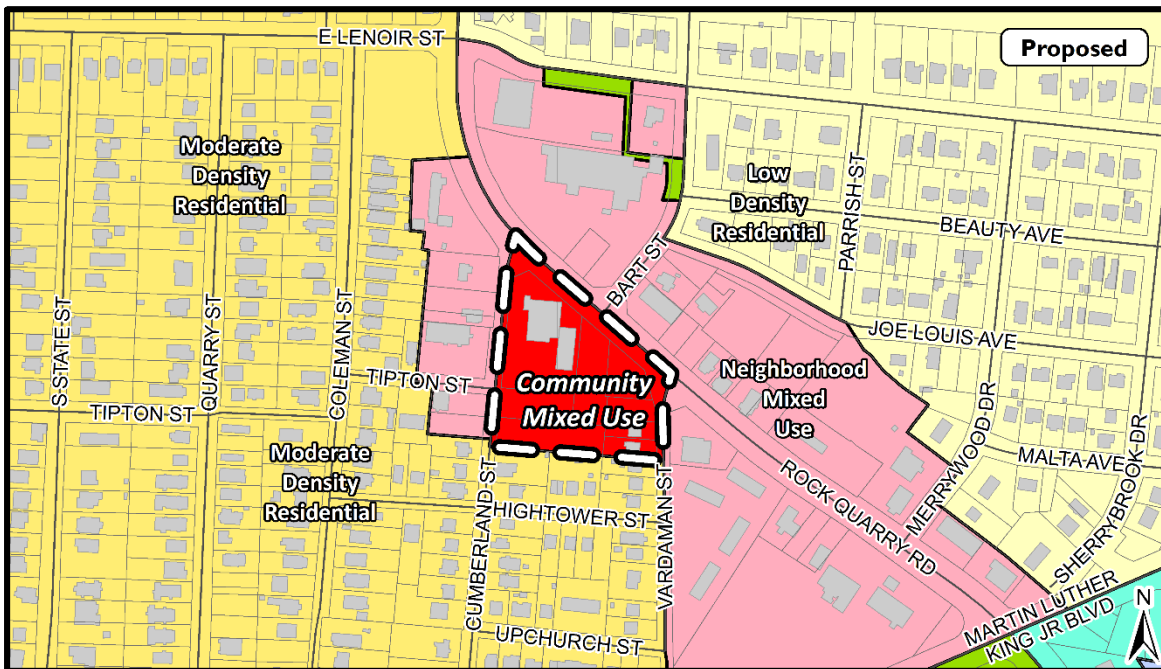 E LENOIR ST
Proposed
Moderate
Density
Residential
Low
Density
Residential
PARRISH ST
BEAUTY AVE
S STATE ST
QUARRY ST
COLEMAN ST
BART ST
JOE LOUIS AVE
TIPTON ST
TIPTON ST
Community
Mixed Use
Neighborhood
Mixed
Use
MERRYWOOD DR
MALTA AVE
SHERRYBROOK DR
Moderate
Density
Residential
CUMBERLAND ST
HIGHTOWER ST
VARDAMAN ST
ROCK QUARRY RD
UPCHURCH ST
MARTIN LUTHER
KING JR BLVD
N